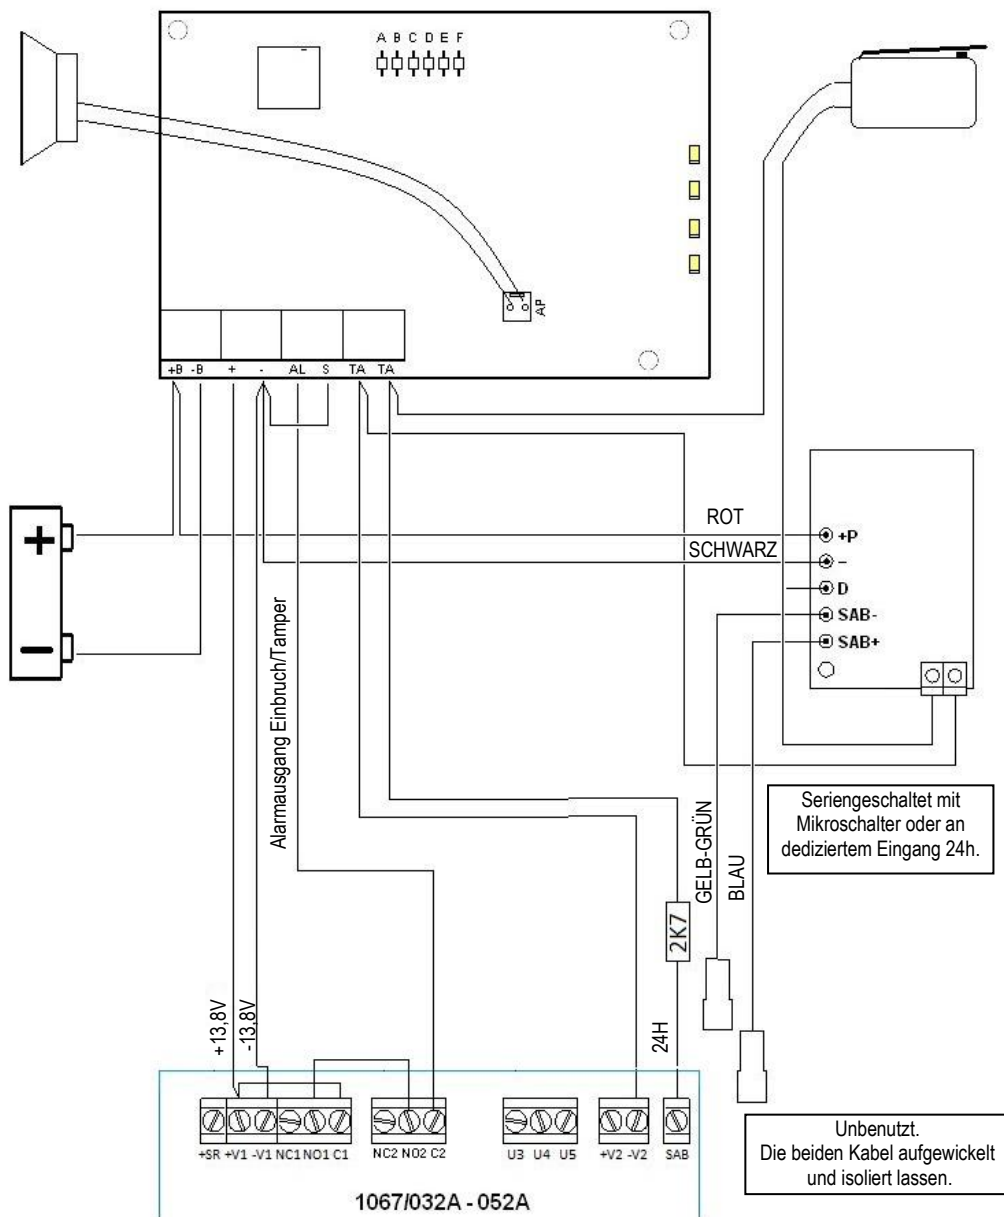 A B C D E F
AP
+B -B + - AL S TA TA
+
-
ROT
SCHWARZ
+P
-
D
SAB-
SAB+
Alarmausgang Einbruch/Tamper
Seriengeschaltet mit
Mikroschalter oder an
dediziertem Eingang 24h.
GELB-GRÜN
BLAU
2K7
24H
+13,8V
-13,8V
+SR +V1 -V1 NC1 NO1 C1 NC2 NO2 C2 U3 U4 U5 +V2 -V2 SAB
1067/032A - 052A
Unbenutzt.
Die beiden Kabel aufgewickelt
und isoliert lassen.